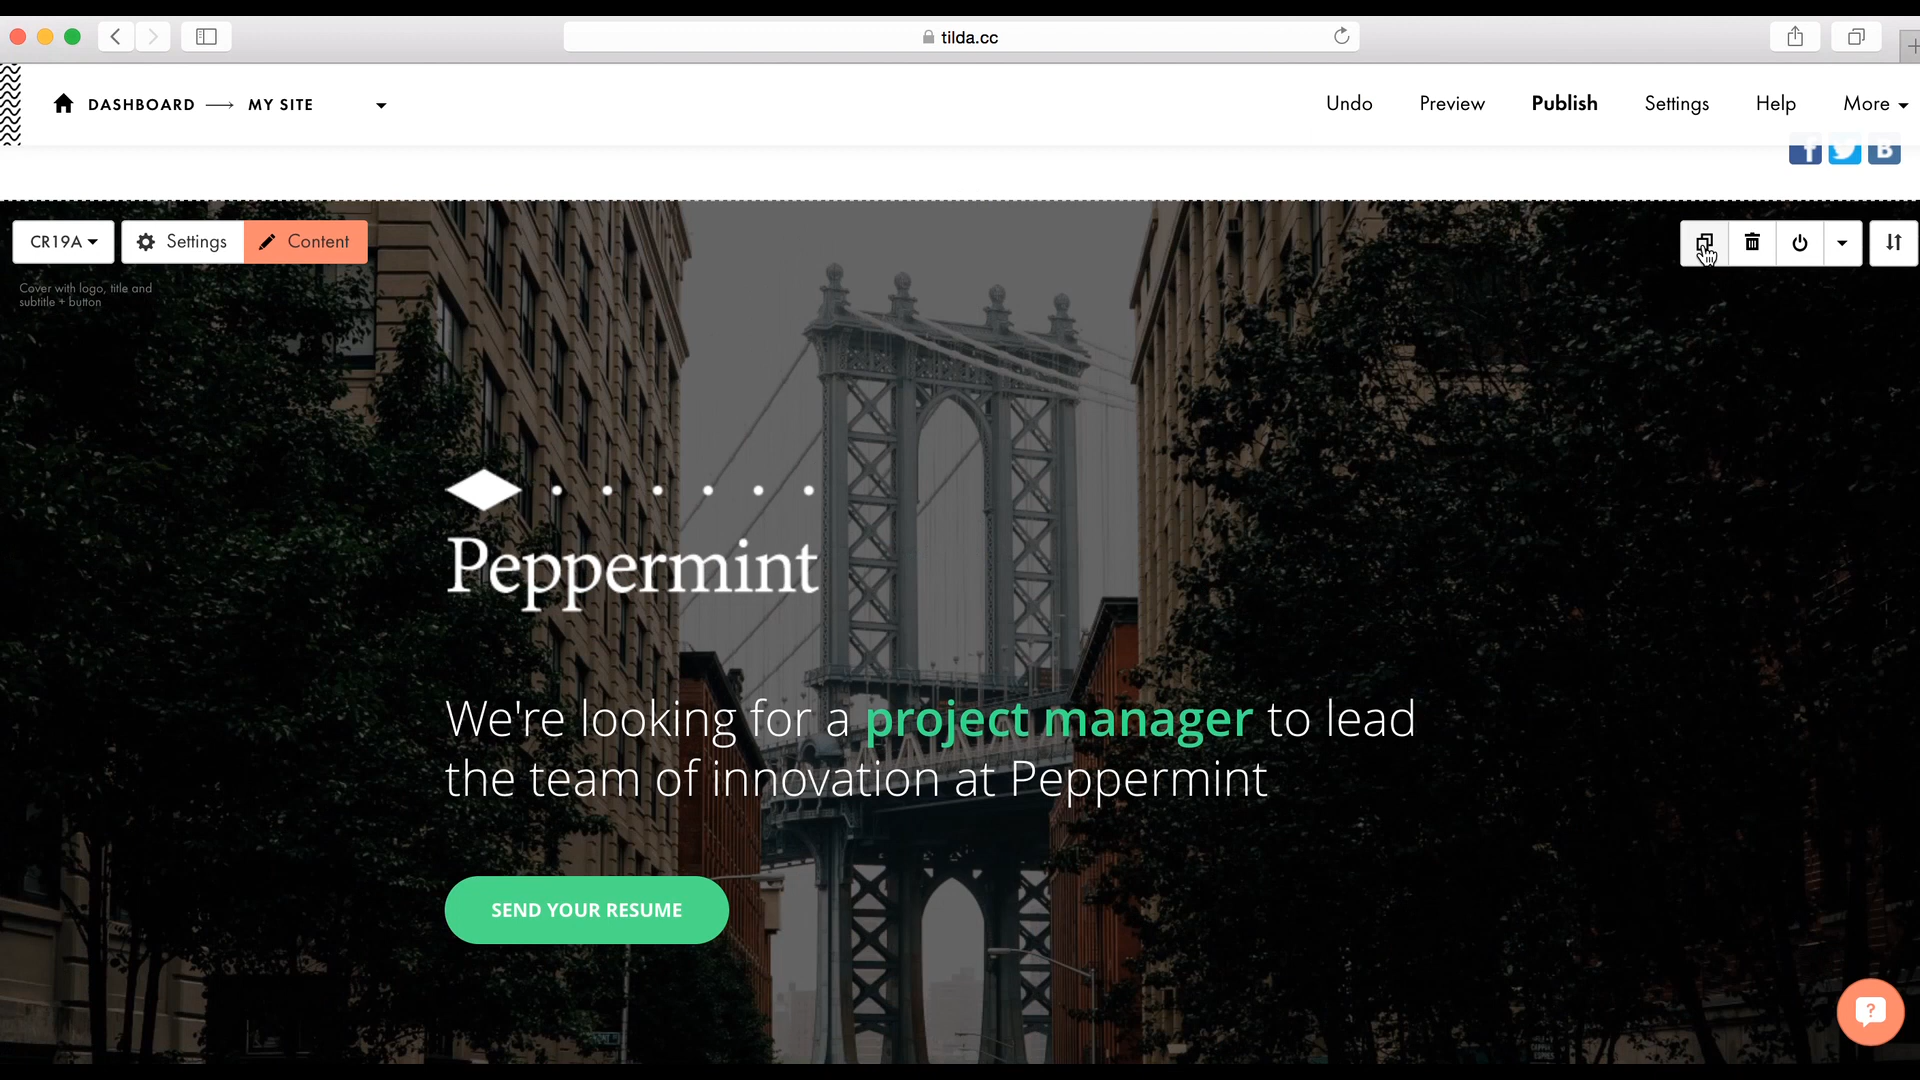 tilda.cc
DASHBOARD → MY SITE
Undo
Preview
Publish
Settings
Help
More
CR19A
Settings
Content
Cover with logo, title and
subtitle + button
Peppermint
We're looking for a project manager to lead
the team of innovation at Peppermint
SEND YOUR RESUME